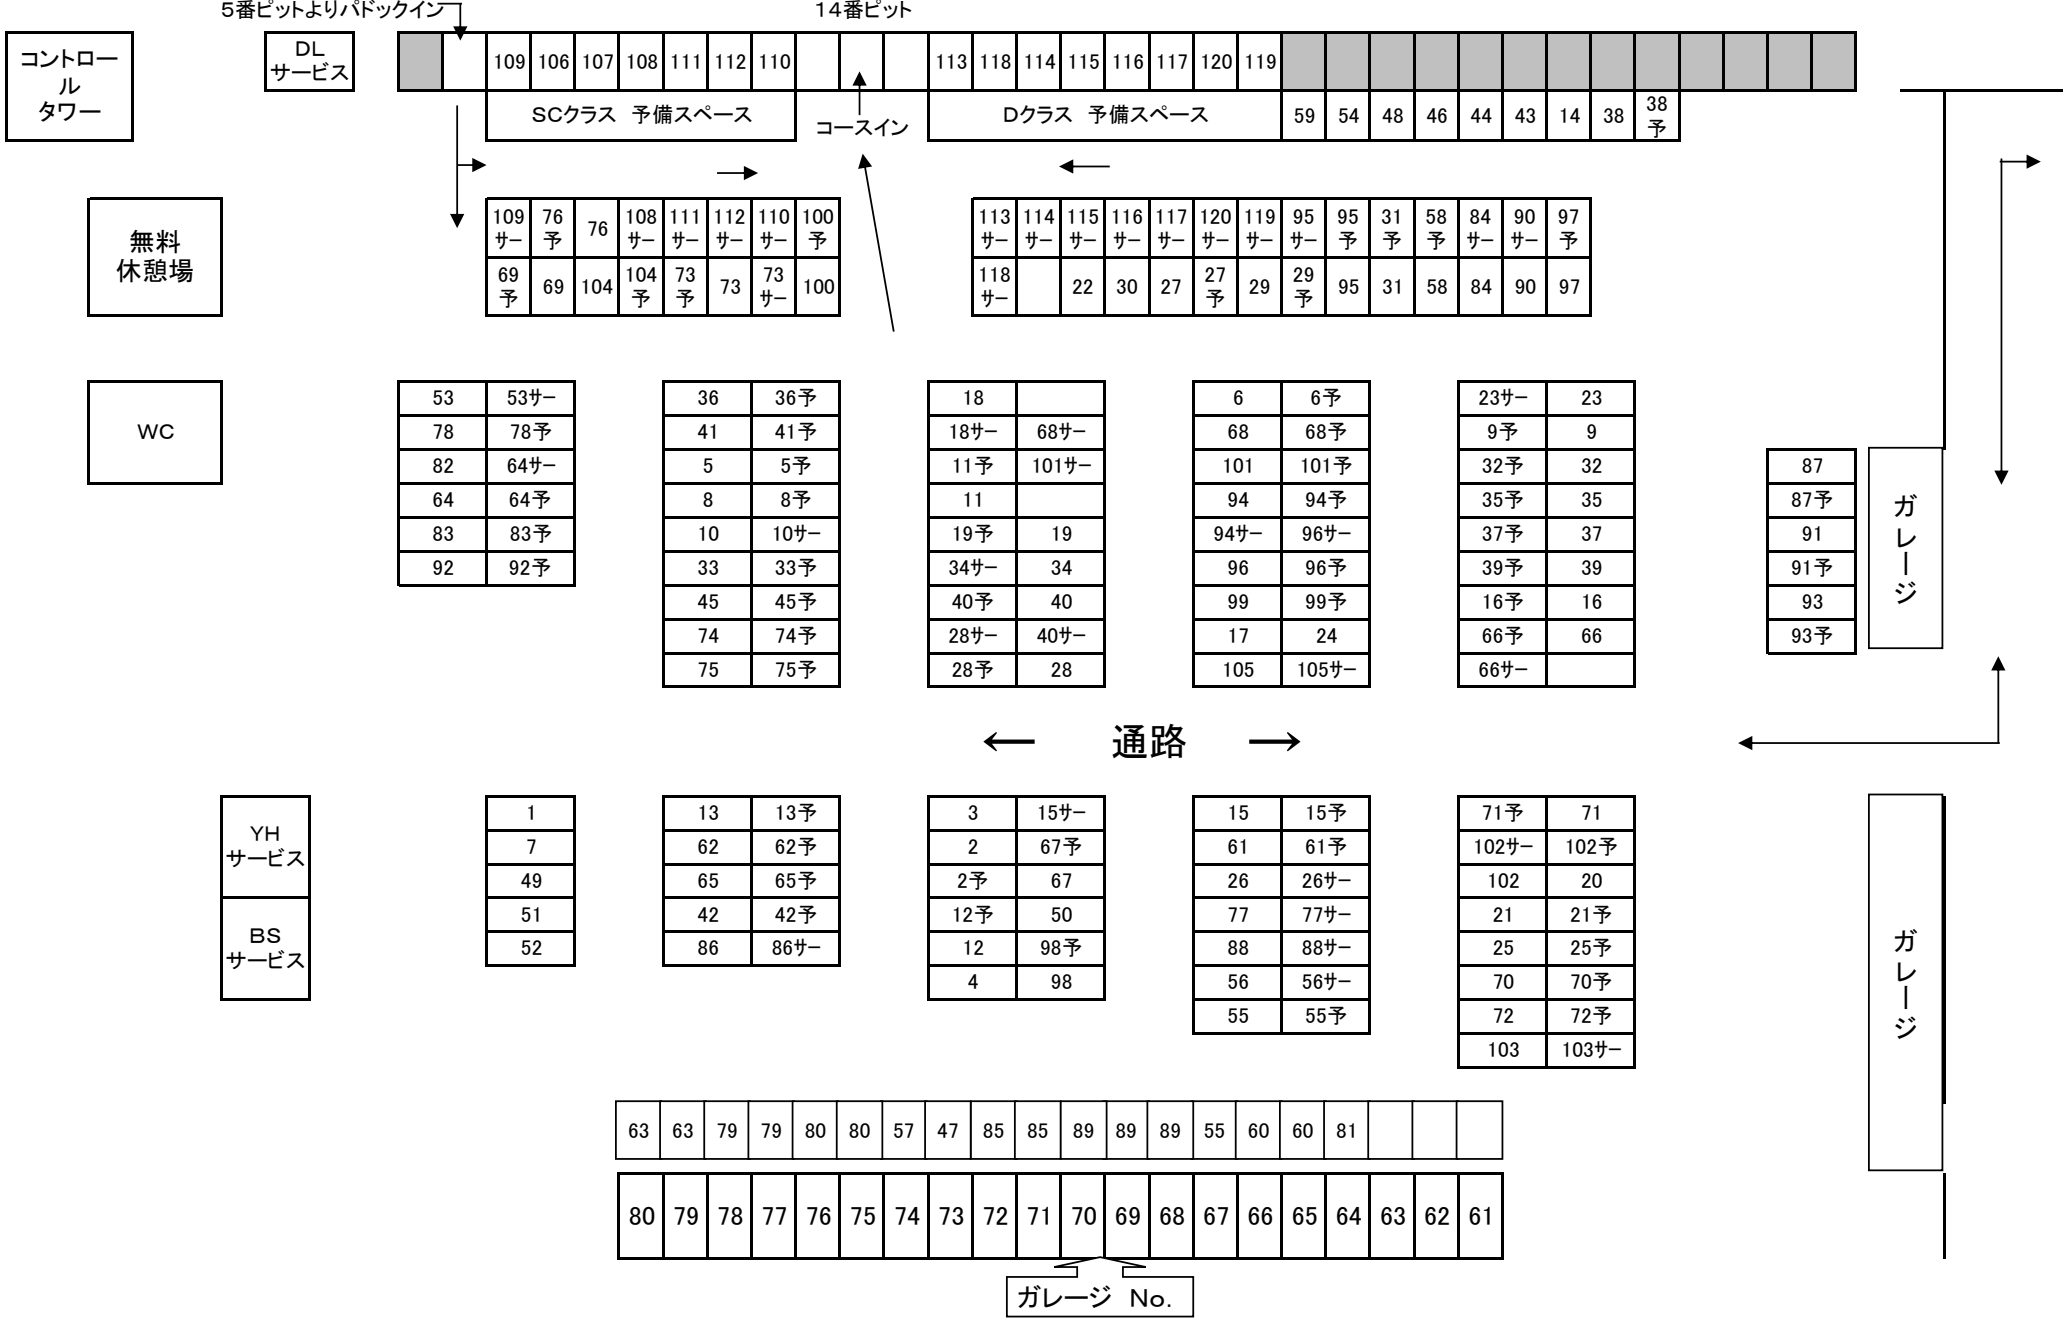 5番ピットよりパドックイン
14番ピット
コントロー
ル
タワー
DL
サービス
109 106 107 108 111 112 110 113 118 114 115 116 117 120 119
SCクラス 予備スペース
コースイン
Dクラス 予備スペース
59 54 48 46 44 43 14 38 38予
無料
休憩場
109サー 76予 76 108サー 111サー 112サー 110サー 100予
69予 69 104 104予 73予 73 73サー 100
113サー 114サー 115サー 116サー 117サー 120サー 119サー 95サー 95予 31予 58予 84サー 90サー 97予
118サー 22 30 27 27予 29 29予 95 31 58 84 90 97
WC
53 53サー
78 78予
82 64サー
64 64予
83 83予
92 92予
36 36予
41 41予
5 5予
8 8予
10 10サー
33 33予
45 45予
74 74予
75 75予
18
18サー 68サー
11予 101サー
11
19予 19
34サー 34
40予 40
28サー 40サー
28予 28
6 6予
68 68予
101 101予
94 94予
94サー 96サー
96 96予
99 99予
17 24
105 105サー
23サー 23
9予 9
32予 32
35予 35
37予 37
39予 39
16予 16
66予 66
66サー
87
87予
91
91予
93
93予
ガレージ
← 通路 →
YH
サービス
BS
サービス
1
7
49
51
52
13 13予
62 62予
65 65予
42 42予
86 86サー
3 15サー
2 67予
2予 67
12予 50
12 98予
4 98
15 15予
61 61予
26 26サー
77 77サー
88 88サー
56 56サー
55 55予
71予 71
102サー 102予
102 20
21 21予
25 25予
70 70予
72 72予
103 103サー
ガレージ
63 63 79 79 80 80 57 47 85 85 89 89 89 55 60 60 81
80 79 78 77 76 75 74 73 72 71 70 69 68 67 66 65 64 63 62 61
ガレージ No.